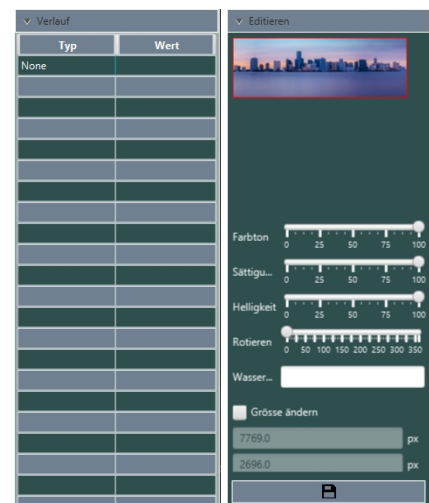 Verlauf
Typ Wert
None
Editieren
Farbton
0 25 50 75 100
Sättigu...
0 25 50 75 100
Helligkeit
0 25 50 75 100
Rotieren
0 50 100 150 200 250 300 350
Wasser...
Grösse ändern
7769.0 px
2696.0 px